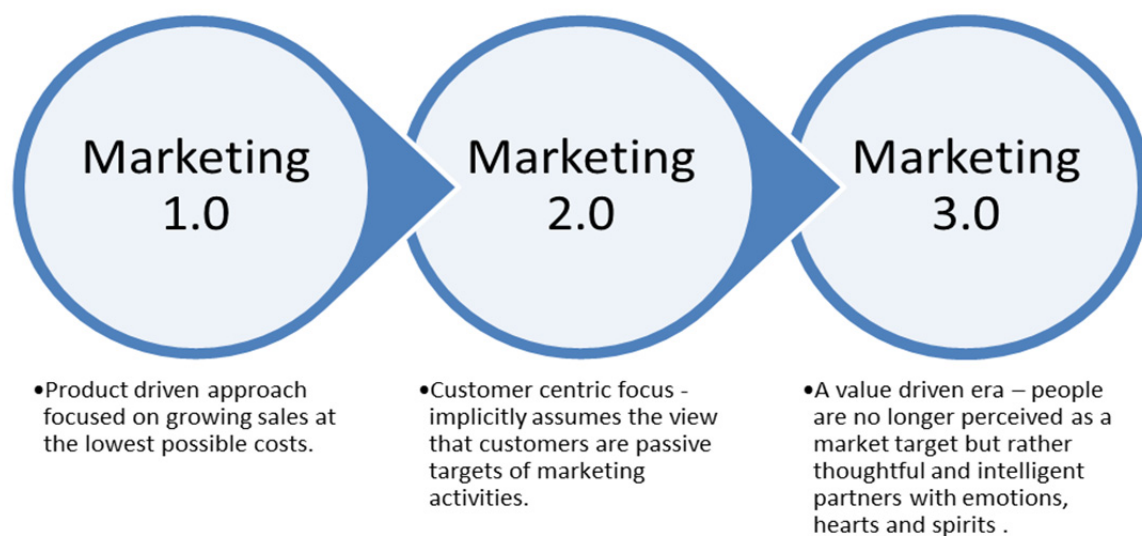 Marketing
1.0
Marketing
2.0
Marketing
3.0
•Product driven approach
focused on growing sales at
the lowest possible costs.
•Customer centric focus -
implicitly assumes the view
that customers are passive
targets of marketing
activities.
•A value driven era – people
are no longer perceived as a
market target but rather
thoughtful and intelligent
partners with emotions,
hearts and spirits .